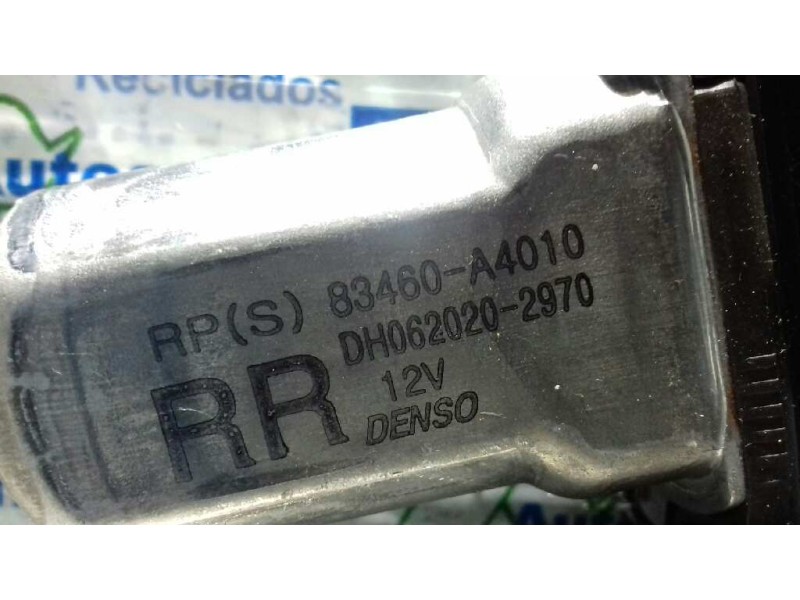 Reciclados
RP(S) 83460-A4010
RR
DH062020-2970
12V
DENSO